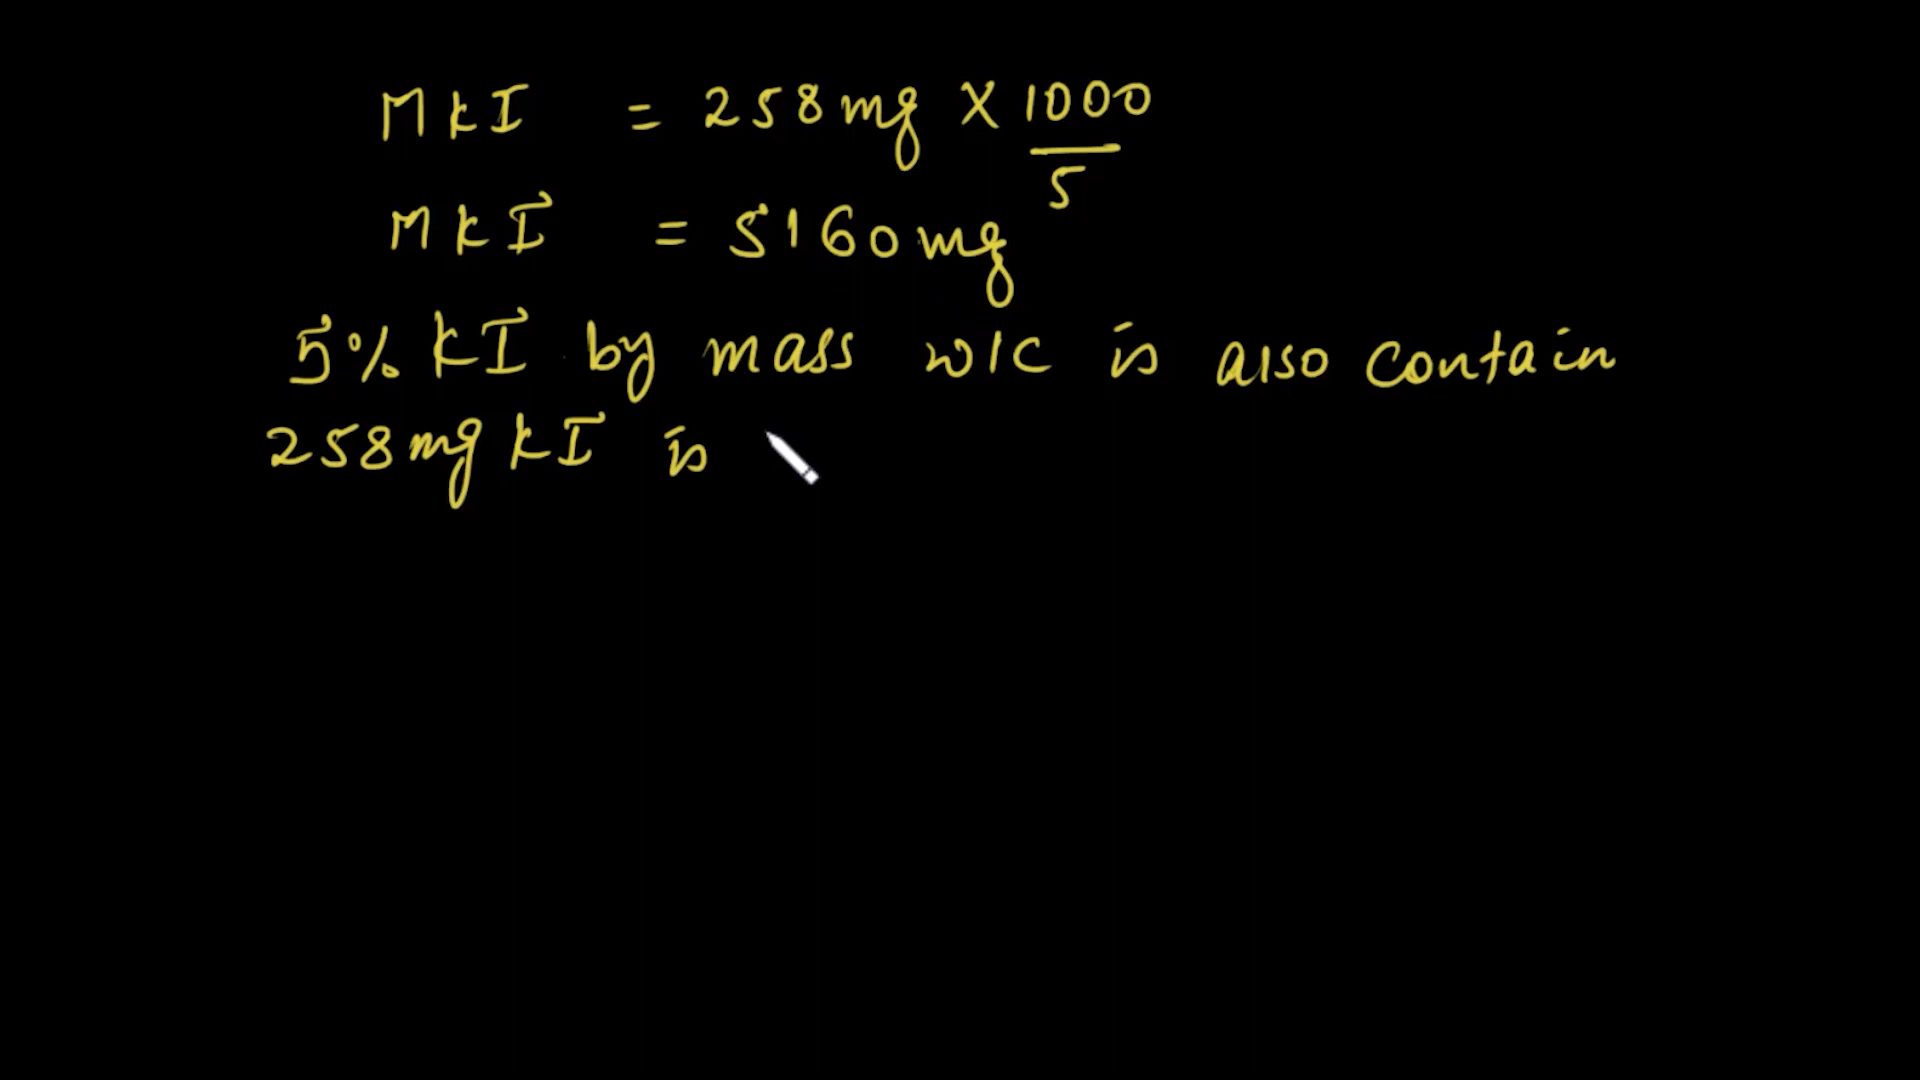 MKI = 258mg X 1000/5
MKI = 5160mg
5% KI by mass w/c is also contain
258mg KI is